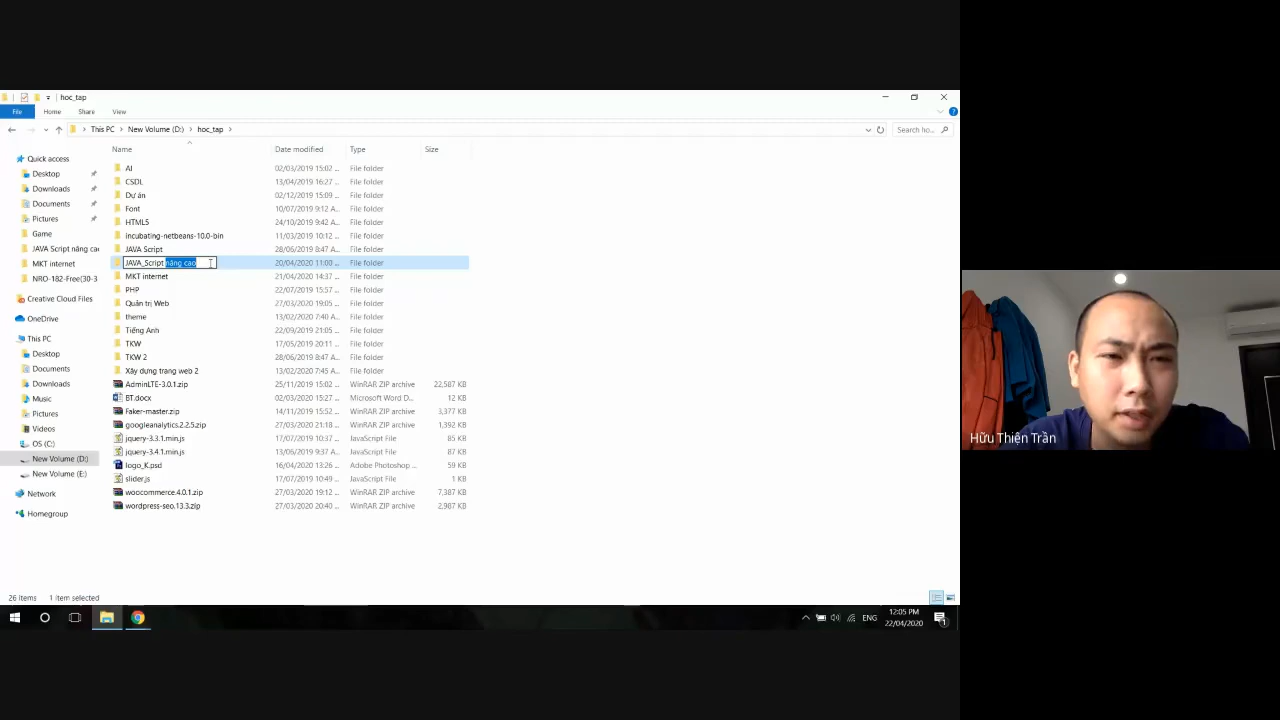 hoc_tap
File Home Share View
This PC New Volume (D:) hoc_tap
Search ho...
Name Date modified Type Size
Quick access
Desktop
Downloads
Documents
Pictures
Game
JAVA Script nâng cao
MKT internet
NRO-182-Free(30-3
Creative Cloud Files
OneDrive
This PC
Desktop
Documents
Downloads
Music
Pictures
Videos
OS (C:)
New Volume (D:)
New Volume (E:)
Network
Homegroup
AI 02/03/2019 15:02 ... File folder
CSDL 13/04/2019 16:27 ... File folder
Dự án 02/12/2019 15:09 ... File folder
Font 10/07/2019 9:12 A... File folder
HTML5 24/10/2019 9:42 A... File folder
incubating-netbeans-10.0-bin 11/03/2019 10:12 ... File folder
JAVA Script 28/06/2019 8:47 A... File folder
JAVA_Script nâng cao 20/04/2020 11:00 ... File folder
MKT internet 21/04/2020 14:37 ... File folder
PHP 22/07/2019 15:57 ... File folder
Quản trị Web 27/03/2020 19:05 ... File folder
theme 13/02/2020 7:40 A... File folder
Tiếng Anh 22/09/2019 21:05 ... File folder
TKW 17/05/2019 20:11 ... File folder
TKW 2 28/06/2019 8:47 A... File folder
Xây dựng trang web 2 13/02/2020 7:45 A... File folder
AdminLTE-3.0.1.zip 25/11/2019 15:02 ... WinRAR ZIP archive 22,587 KB
BT.docx 02/03/2020 15:27 ... Microsoft Word D... 12 KB
Faker-master.zip 14/11/2019 15:52 ... WinRAR ZIP archive 3,377 KB
googleanalytics.2.2.5.zip 27/03/2020 21:18 ... WinRAR ZIP archive 1,392 KB
jquery-3.3.1.min.js 17/07/2019 10:37 ... JavaScript File 85 KB
jquery-3.4.1.min.js 13/06/2019 9:37 A... JavaScript File 87 KB
logo_K.psd 16/04/2020 13:26 ... Adobe Photoshop ... 59 KB
slider.js 17/07/2019 10:49 ... JavaScript File 1 KB
woocommerce.4.0.1.zip 27/03/2020 19:12 ... WinRAR ZIP archive 7,387 KB
wordpress-seo.13.3.zip 27/03/2020 20:40 ... WinRAR ZIP archive 2,987 KB
26 items 1 item selected
ENG 12:05 PM
22/04/2020
Hữu Thiện Trần